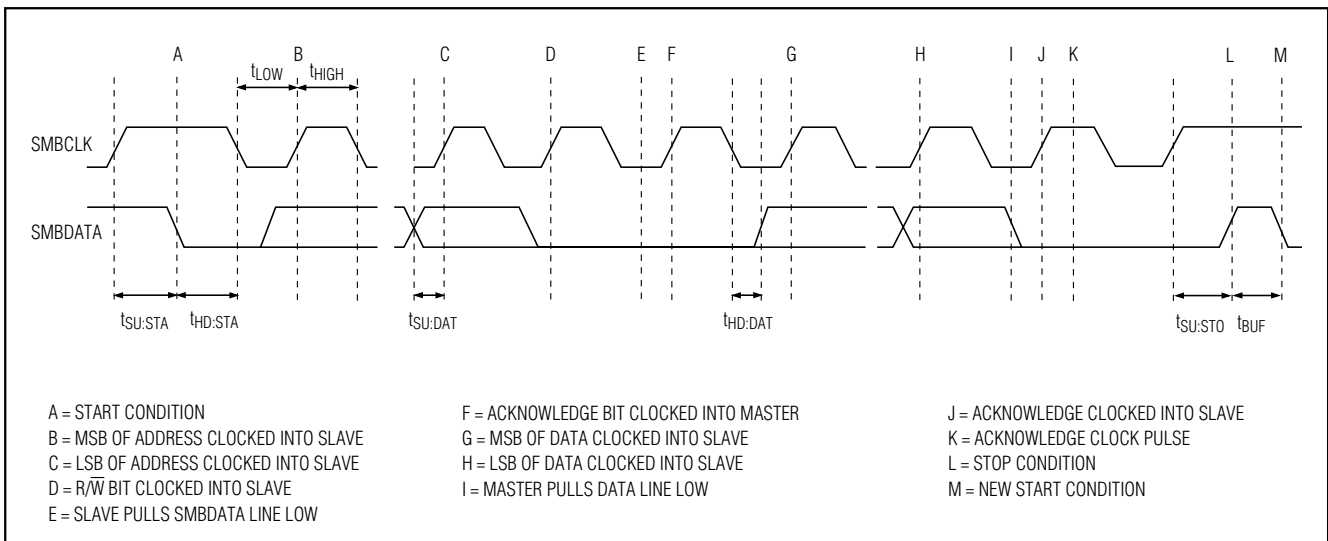 A B C D E F G H I J K L M
tLOW tHIGH
SMBCLK
SMBDATA
tSU:STA tHD:STA tSU:DAT tHD:DAT tSU:STO tBUF
A = START CONDITION
B = MSB OF ADDRESS CLOCKED INTO SLAVE
C = LSB OF ADDRESS CLOCKED INTO SLAVE
D = R/W̅ BIT CLOCKED INTO SLAVE
E = SLAVE PULLS SMBDATA LINE LOW
F = ACKNOWLEDGE BIT CLOCKED INTO MASTER
G = MSB OF DATA CLOCKED INTO SLAVE
H = LSB OF DATA CLOCKED INTO SLAVE
I = MASTER PULLS DATA LINE LOW
J = ACKNOWLEDGE CLOCKED INTO SLAVE
K = ACKNOWLEDGE CLOCK PULSE
L = STOP CONDITION
M = NEW START CONDITION